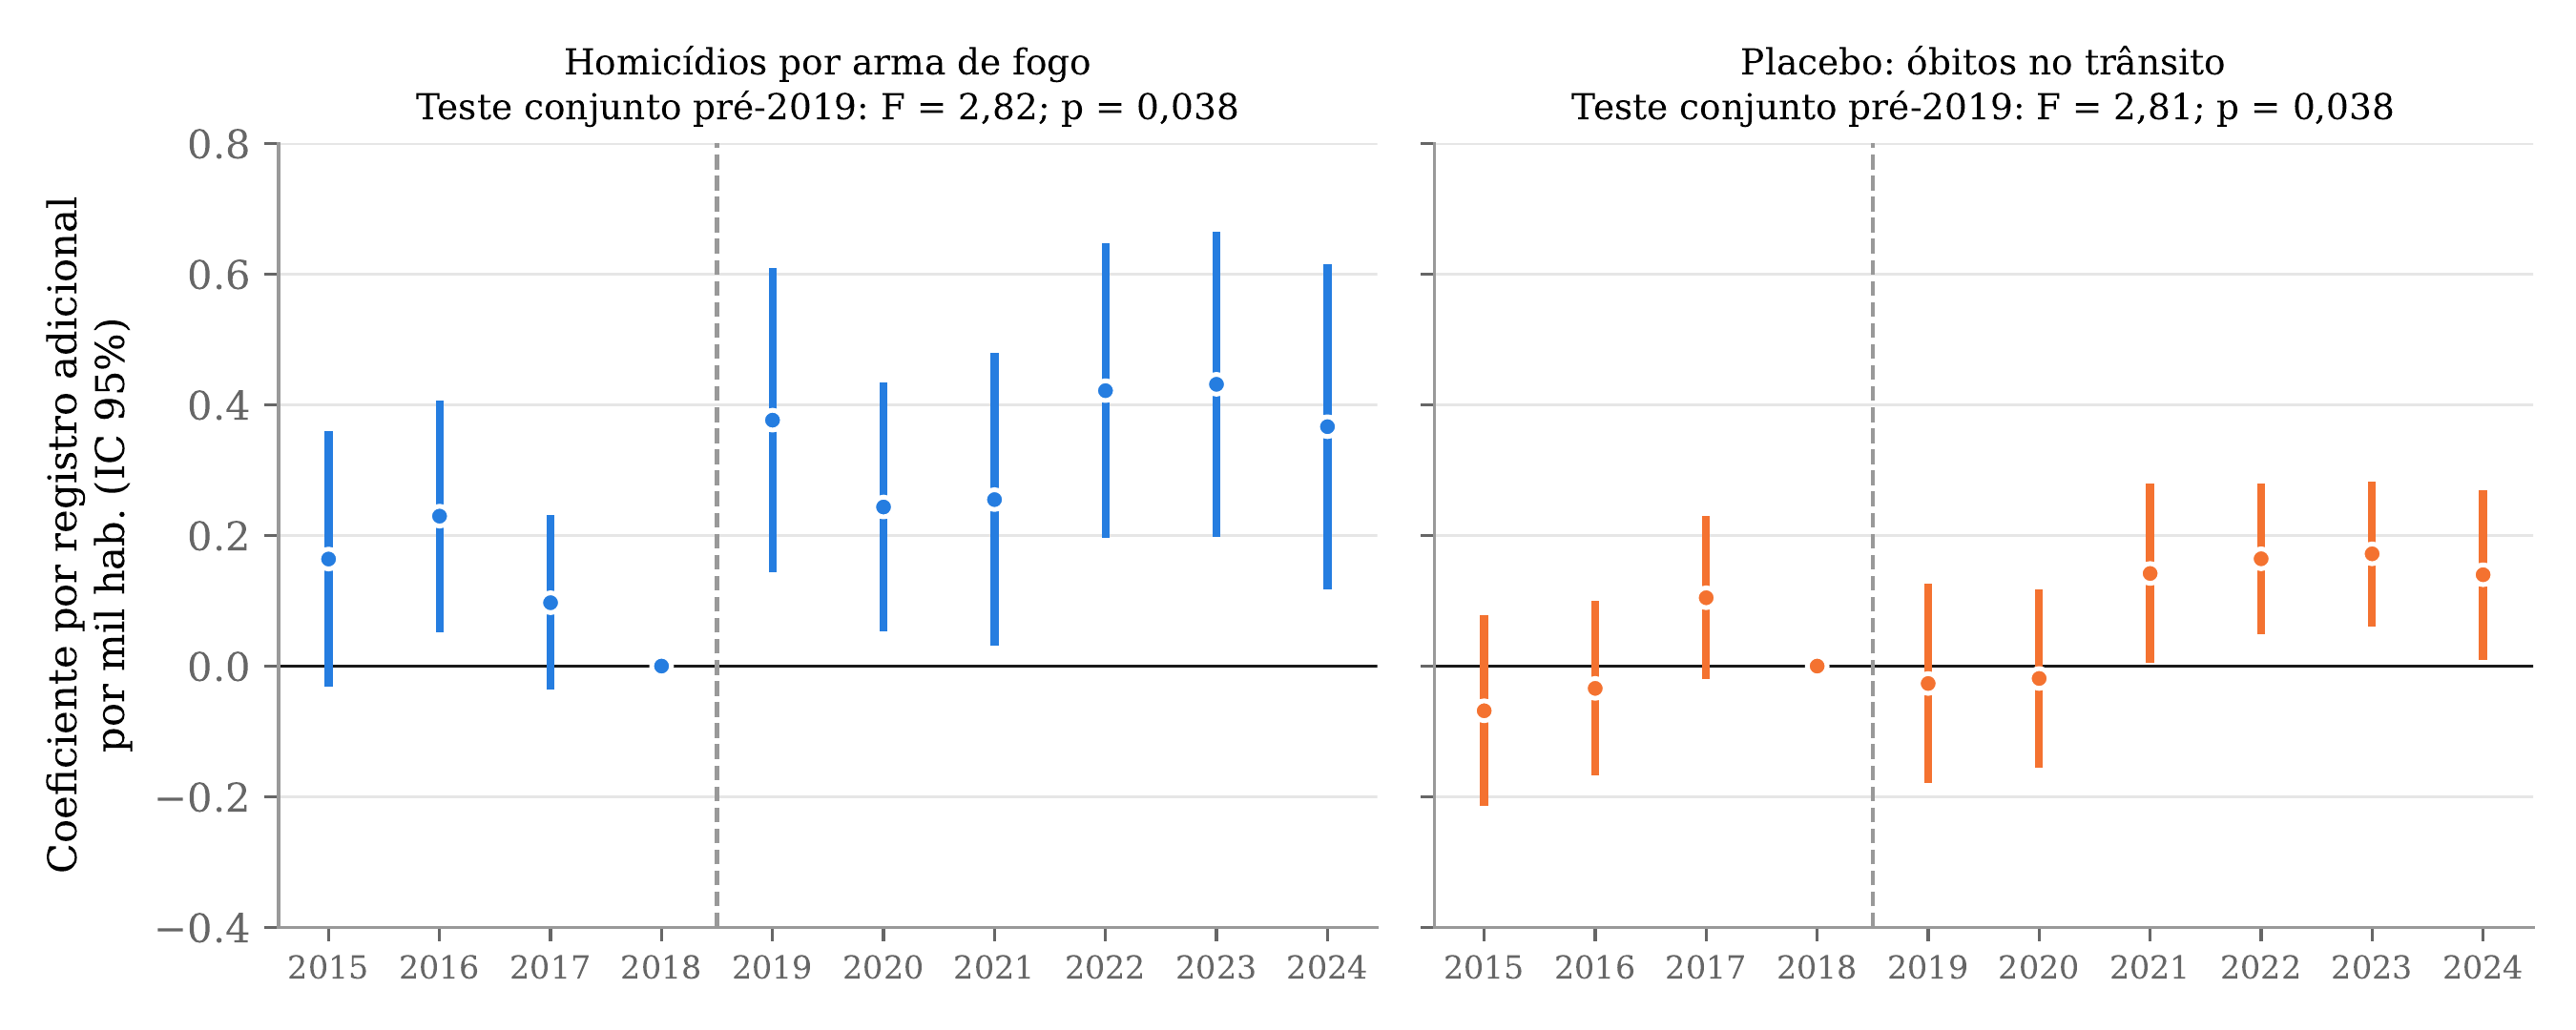 Homicídios por arma de fogo
Teste conjunto pré-2019: F = 2,82; p = 0,038
Placebo: óbitos no trânsito
Teste conjunto pré-2019: F = 2,81; p = 0,038
Coeficiente por registro adicional
por mil hab. (IC 95%)
0.8
0.6
0.4
0.2
0.0
−0.2
−0.4
2015 2016 2017 2018 2019 2020 2021 2022 2023 2024
2015 2016 2017 2018 2019 2020 2021 2022 2023 2024